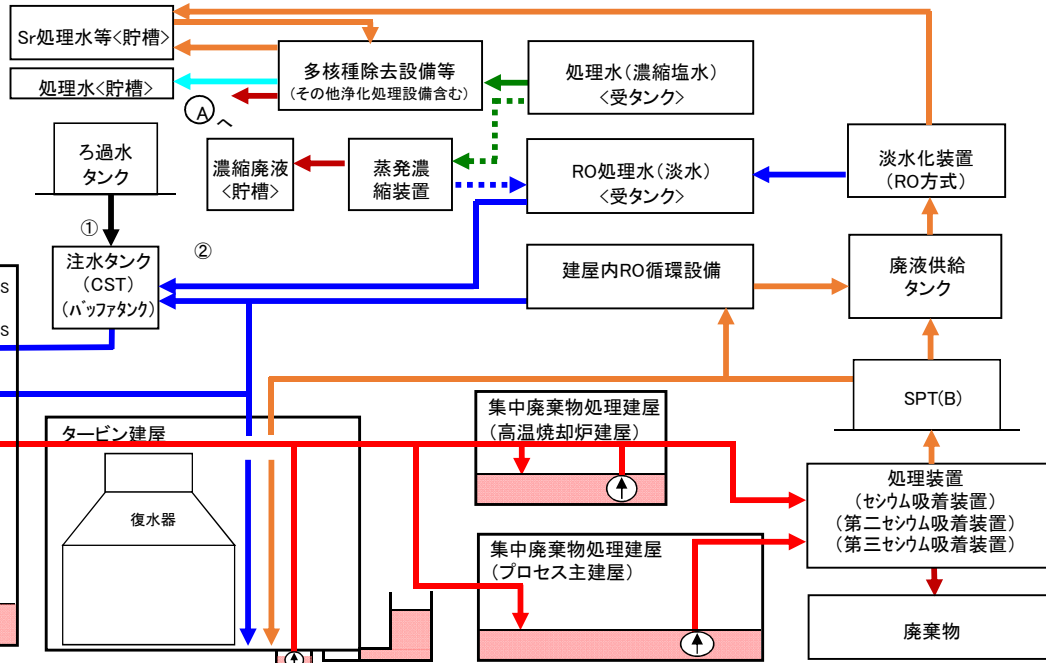 Sr処理水等<貯槽>
処理水<貯槽>
A
へ
多核種除去設備等
(その他浄化処理設備含む)
処理水(濃縮塩水)
<受タンク>
ろ過水
タンク
濃縮廃液
<貯槽>
蒸発濃
縮装置
RO処理水(淡水)
<受タンク>
淡水化装置
(RO方式)
①
②
注水タンク
(CST)
(バッファタンク)
S
S
建屋内RO循環設備
廃液供給
タンク
SPT(B)
タービン建屋
復水器
集中廃棄物処理建屋
(高温焼却炉建屋)
集中廃棄物処理建屋
(プロセス主建屋)
処理装置
(セシウム吸着装置)
(第二セシウム吸着装置)
(第三セシウム吸着装置)
廃棄物